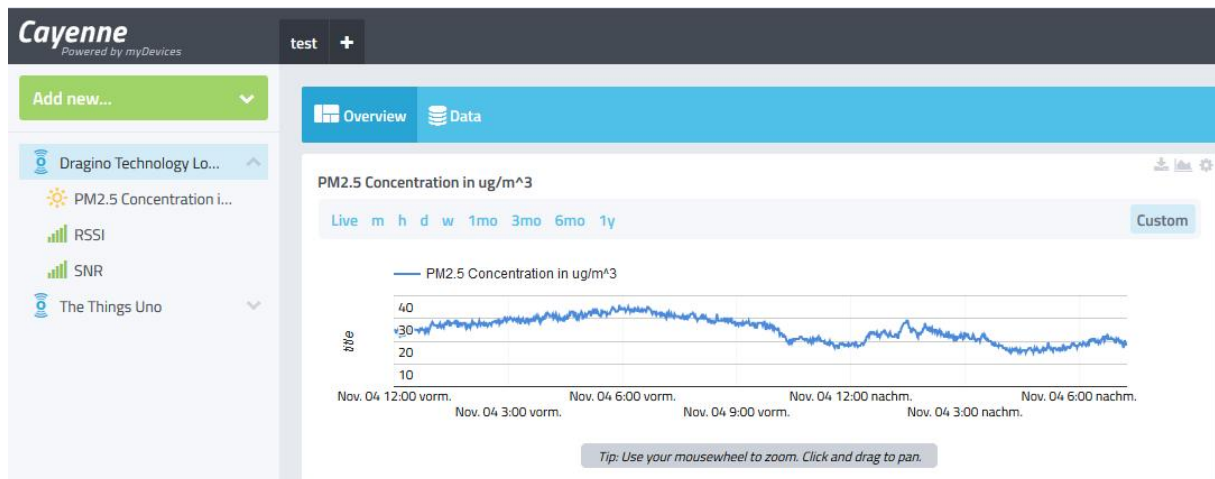 Cayenne
Powered by myDevices
test +
Add new...
Overview Data
Dragino Technology Lo...
PM2.5 Concentration i...
RSSI
SNR
The Things Uno
PM2.5 Concentration in ug/m^3
Live m h d w 1mo 3mo 6mo 1y Custom
PM2.5 Concentration in ug/m^3
title
40
30
20
10
Nov. 04 12:00 vorm. Nov. 04 6:00 vorm. Nov. 04 12:00 nachm. Nov. 04 6:00 nachm.
Nov. 04 3:00 vorm. Nov. 04 9:00 vorm. Nov. 04 3:00 nachm.
Tip: Use your mousewheel to zoom. Click and drag to pan.